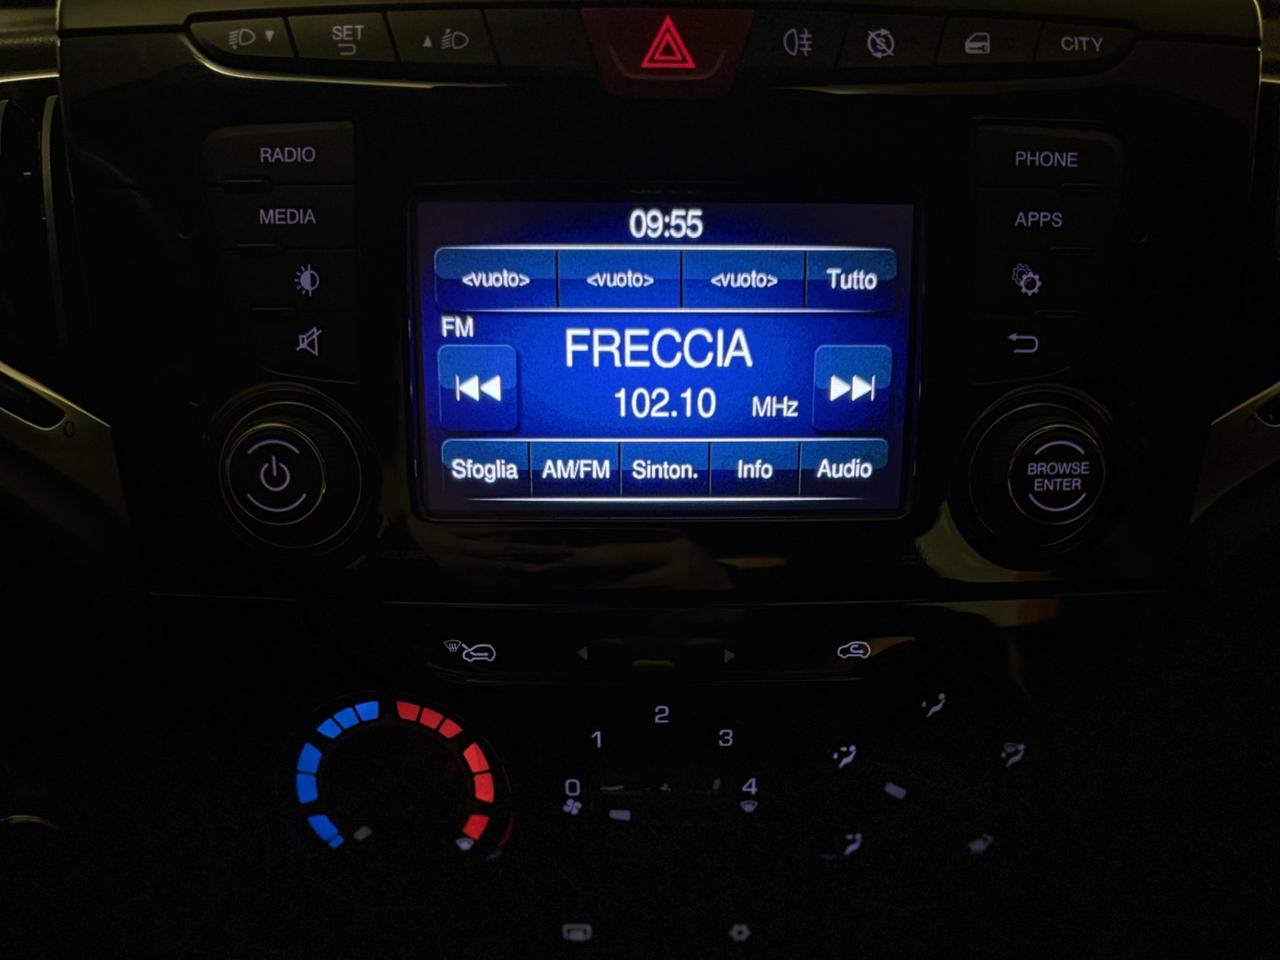 SET
CITY
RADIO
PHONE
MEDIA
APPS
09:55
<vuoto> <vuoto> <vuoto> Tutto
FM
FRECCIA
102.10 MHz
Sfoglia AM/FM Sinton. Info Audio
BROWSE
ENTER
2
1 3
0 4